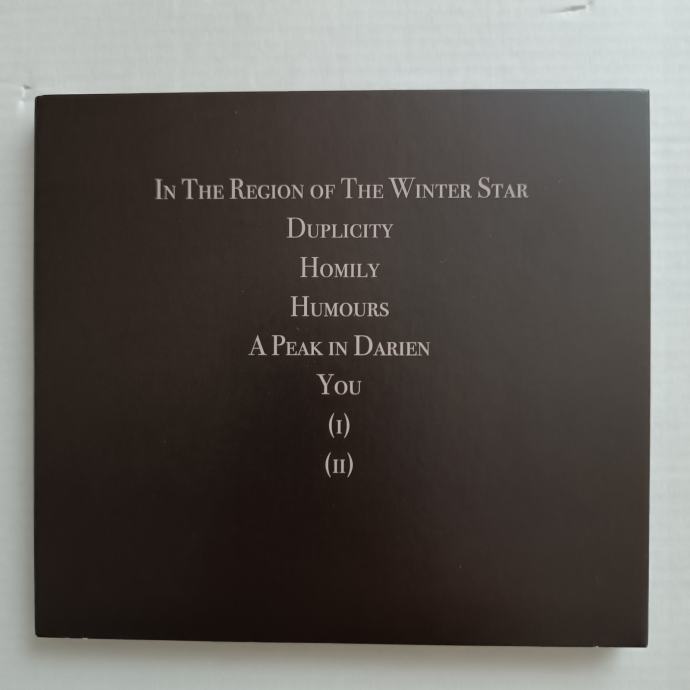 In The Region of The Winter Star
Duplicity
Homily
Humours
A Peak in Darien
You
(I)
(II)